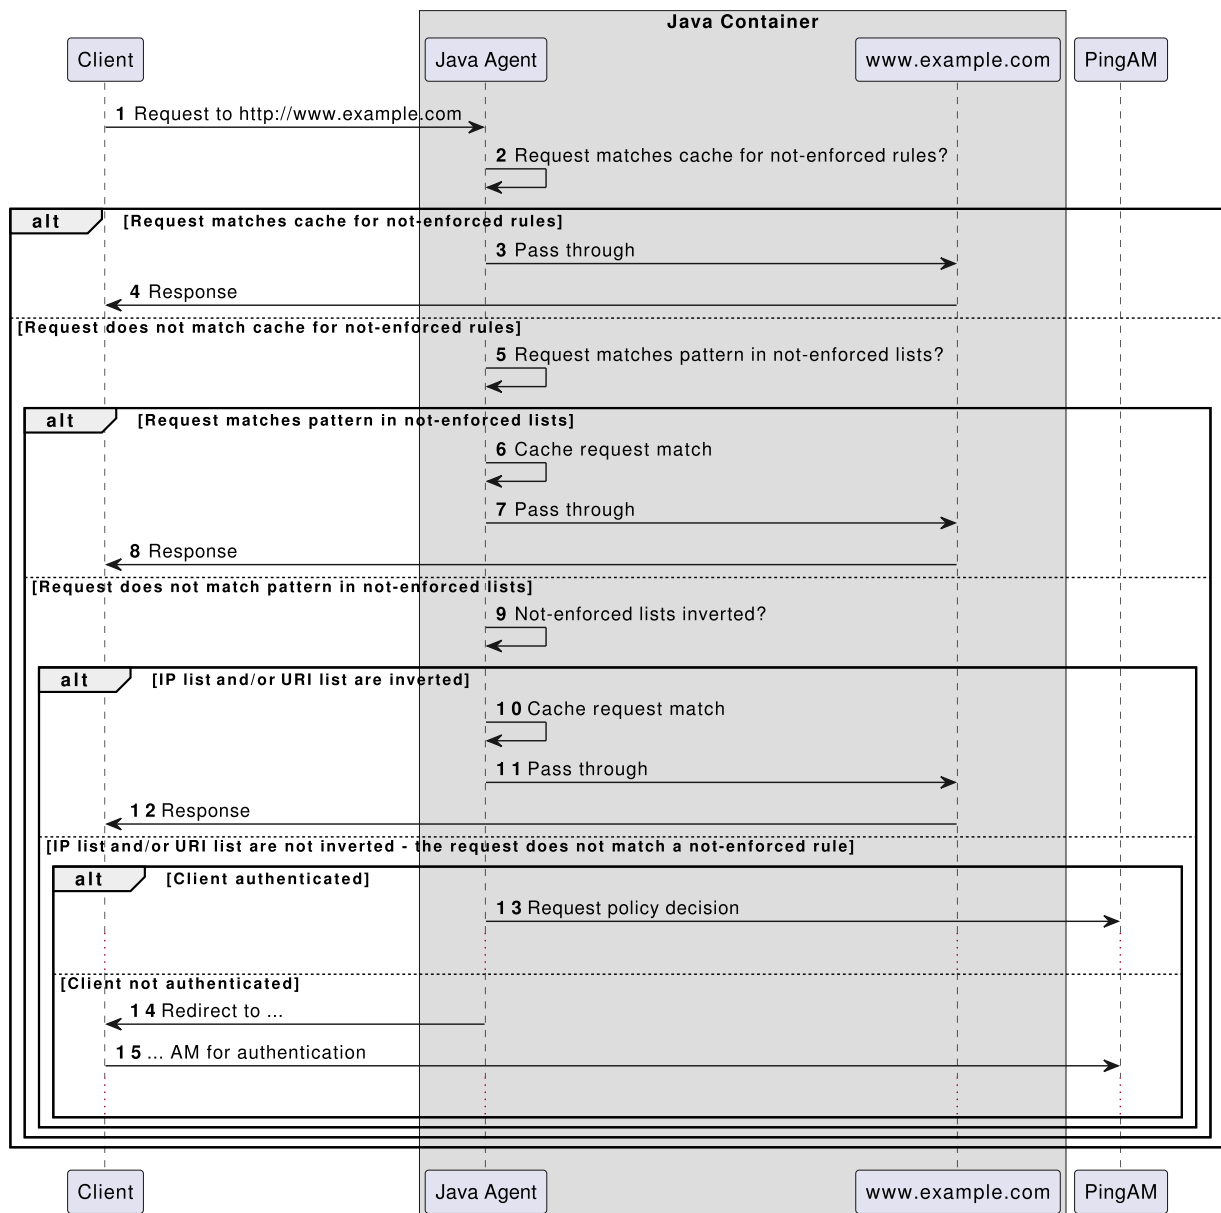 Java Container
Client Java Agent www.example.com PingAM
1 Request to http://www.example.com
2 Request matches cache for not-enforced rules?
alt [Request matches cache for not-enforced rules]
3 Pass through
4 Response
[Request does not match cache for not-enforced rules]
5 Request matches pattern in not-enforced lists?
alt [Request matches pattern in not-enforced lists]
6 Cache request match
7 Pass through
8 Response
[Request does not match pattern in not-enforced lists]
9 Not-enforced lists inverted?
alt [IP list and/or URI list are inverted]
10 Cache request match
11 Pass through
12 Response
[IP list and/or URI list are not inverted - the request does not match a not-enforced rule]
alt [Client authenticated]
13 Request policy decision
[Client not authenticated]
14 Redirect to ...
15 ... AM for authentication
Client Java Agent www.example.com PingAM